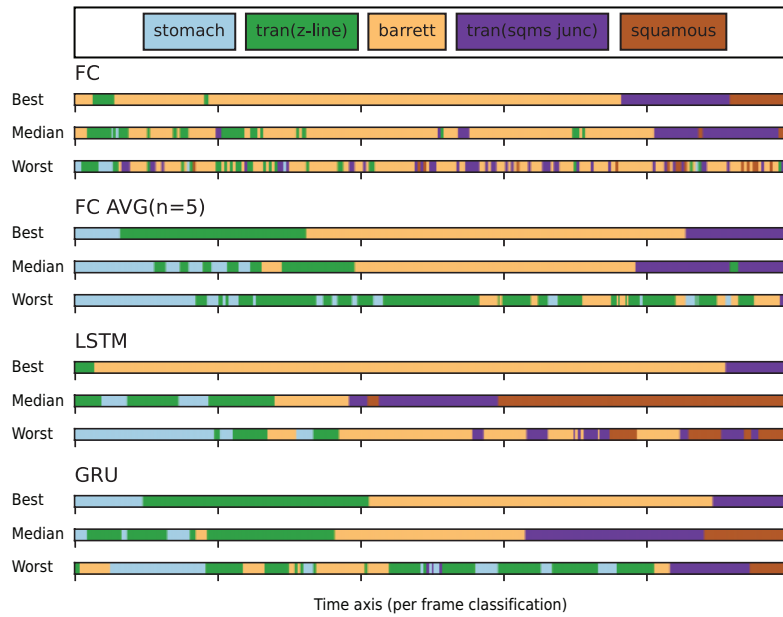 stomach tran(z-line) barrett tran(sqms junc) squamous
FC
Best
Median
Worst
FC AVG(n=5)
Best
Median
Worst
LSTM
Best
Median
Worst
GRU
Best
Median
Worst
Time axis (per frame classification)